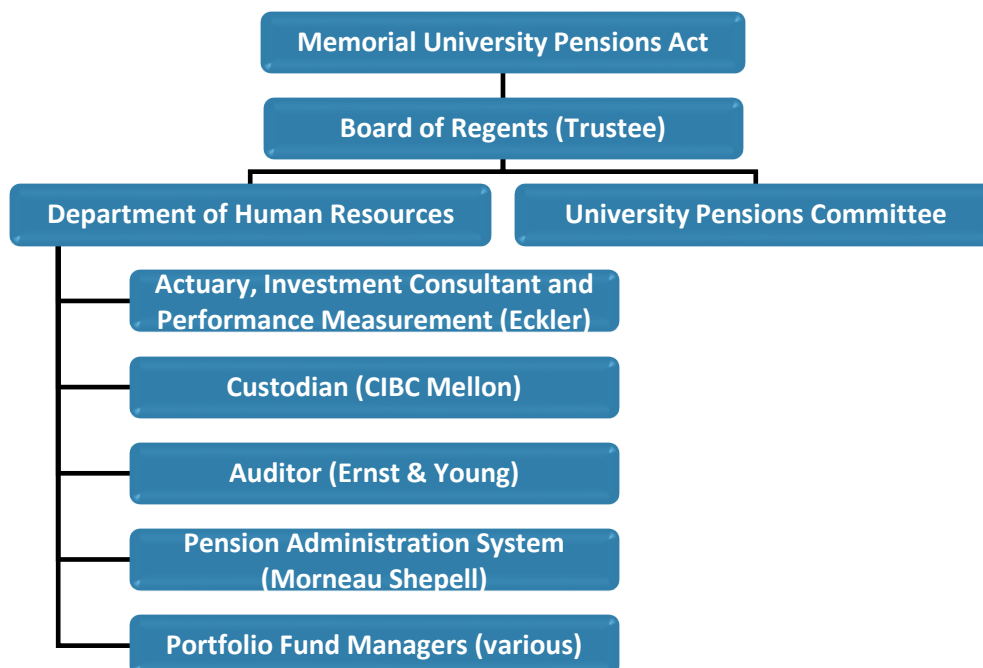 Memorial University Pensions Act
Board of Regents (Trustee)
Department of Human Resources
University Pensions Committee
Actuary, Investment Consultant and
Performance Measurement (Eckler)
Custodian (CIBC Mellon)
Auditor (Ernst & Young)
Pension Administration System
(Morneau Shepell)
Portfolio Fund Managers (various)